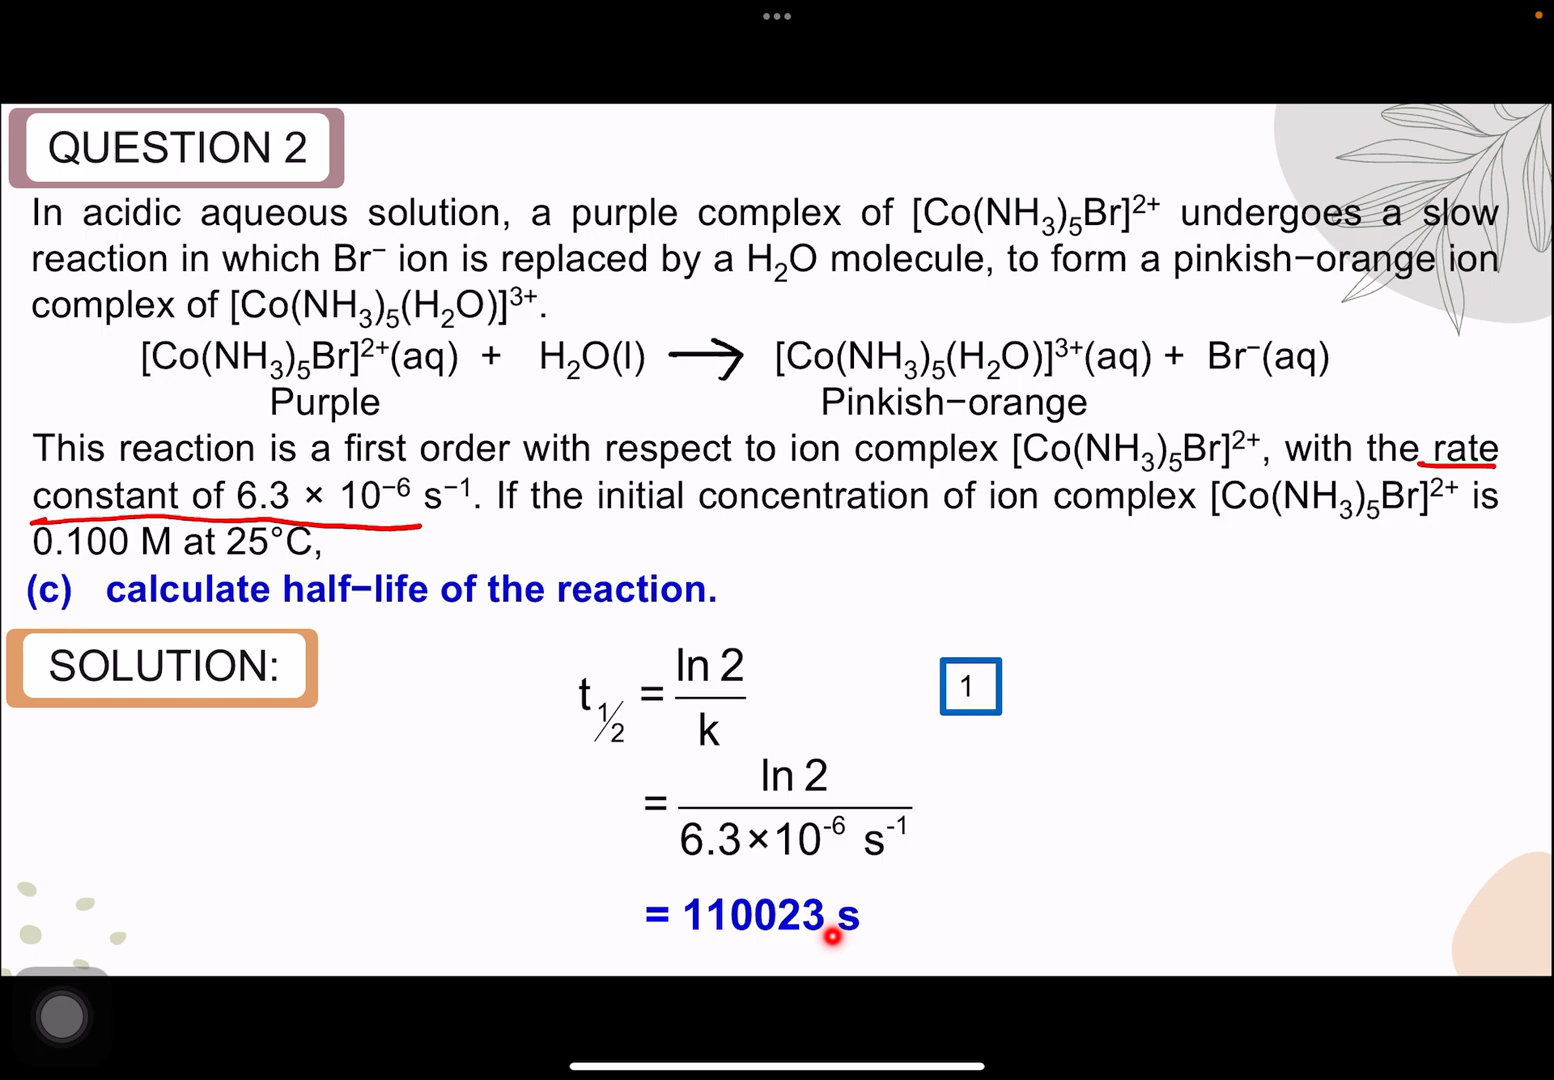 QUESTION 2
In acidic aqueous solution, a purple complex of [Co(NH₃)₅Br]²⁺ undergoes a slow
reaction in which Br⁻ ion is replaced by a H₂O molecule, to form a pinkish−orange ion
complex of [Co(NH₃)₅(H₂O)]³⁺.
[Co(NH₃)₅Br]²⁺(aq) + H₂O(l) → [Co(NH₃)₅(H₂O)]³⁺(aq) + Br⁻(aq)
Purple Pinkish−orange
This reaction is a first order with respect to ion complex [Co(NH₃)₅Br]²⁺, with the rate
constant of 6.3 × 10⁻⁶ s⁻¹. If the initial concentration of ion complex [Co(NH₃)₅Br]²⁺ is
0.100 M at 25°C,
(c) calculate half−life of the reaction.
SOLUTION:
t½ = ln 2 / k 1
= ln 2 / 6.3×10⁻⁶ s⁻¹
= 110023 s